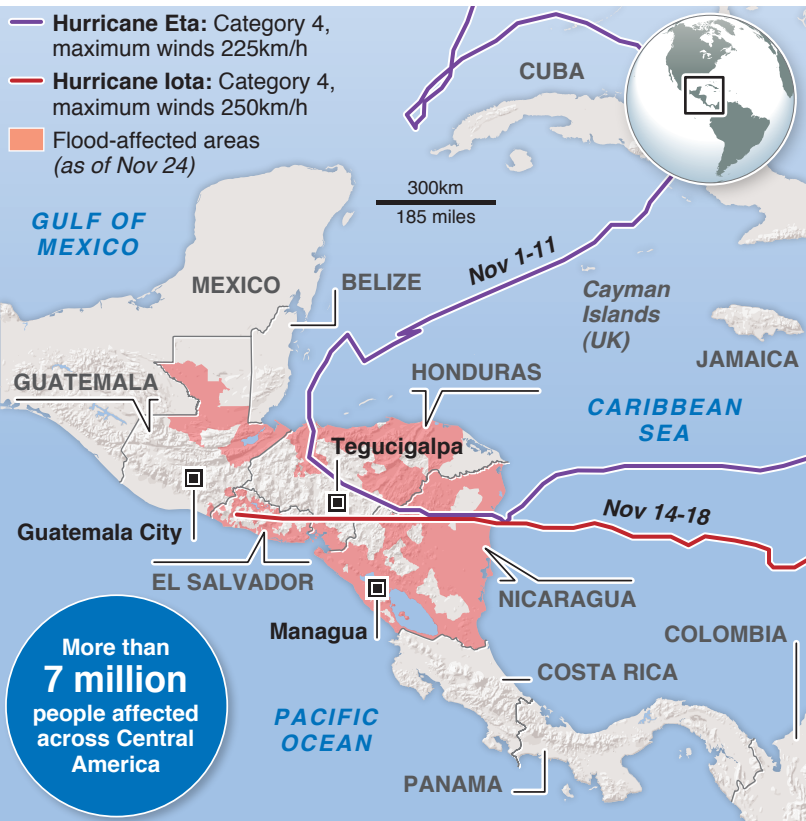 Hurricane Eta: Category 4,
maximum winds 225km/h
Hurricane Iota: Category 4,
maximum winds 250km/h
Flood-affected areas
(as of Nov 24)
CUBA
300km
185 miles
GULF OF
MEXICO
Nov 1-11
MEXICO
BELIZE
Cayman
Islands
(UK)
JAMAICA
GUATEMALA
HONDURAS
CARIBBEAN
SEA
Tegucigalpa
Guatemala City
Nov 14-18
EL SALVADOR
NICARAGUA
Managua
COLOMBIA
COSTA RICA
More than
7 million
people affected
across Central
America
PACIFIC
OCEAN
PANAMA